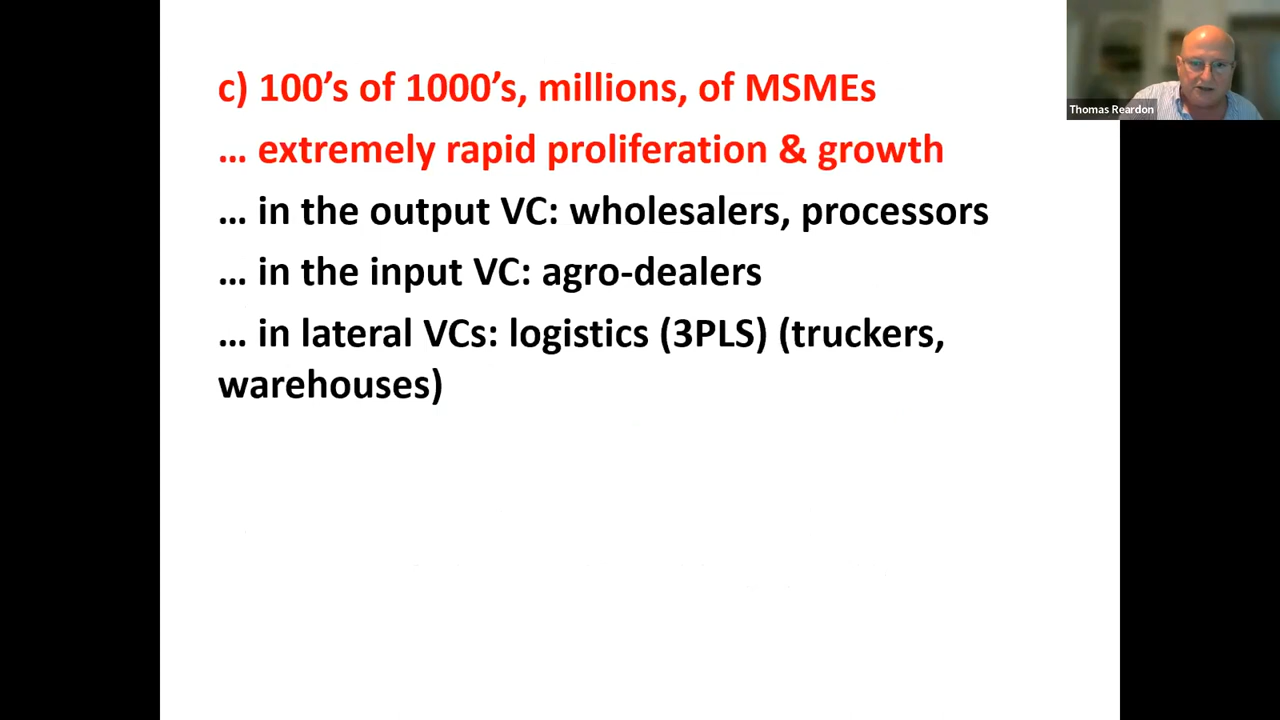 c) 100’s of 1000’s, millions, of MSMEs
… extremely rapid proliferation & growth
… in the output VC: wholesalers, processors
… in the input VC: agro-dealers
… in lateral VCs: logistics (3PLS) (truckers,
warehouses)
Thomas Reardon